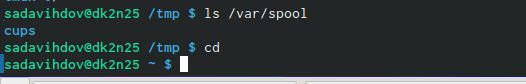 sadavihdov@dk2n25 /tmp $ ls /var/spool
cups
sadavihdov@dk2n25 /tmp $ cd
sadavihdov@dk2n25 ~ $